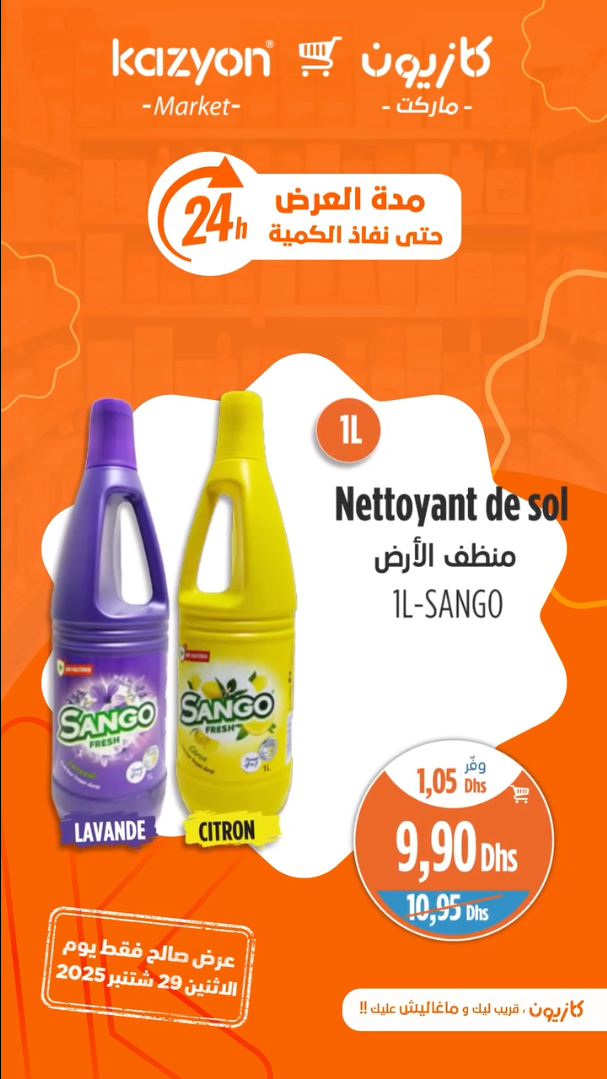 kazyon® كازيون
-Market- - ماركت -
24h
مدة العرض
حتى نفاذ الكمية
1L
Nettoyant de sol
منظف الأرض
1L-SANGO
SANGO
FRESH
SANGO
FRESH
Citron
1L
LAVANDE
CITRON
وفّر
1,05 Dhs
9,90 Dhs
10,95 Dhs
عرض صالح فقط يوم
الاثنين 29 شتنبر 2025
كازيون ، قريب ليك و ماغاليش عليك !!